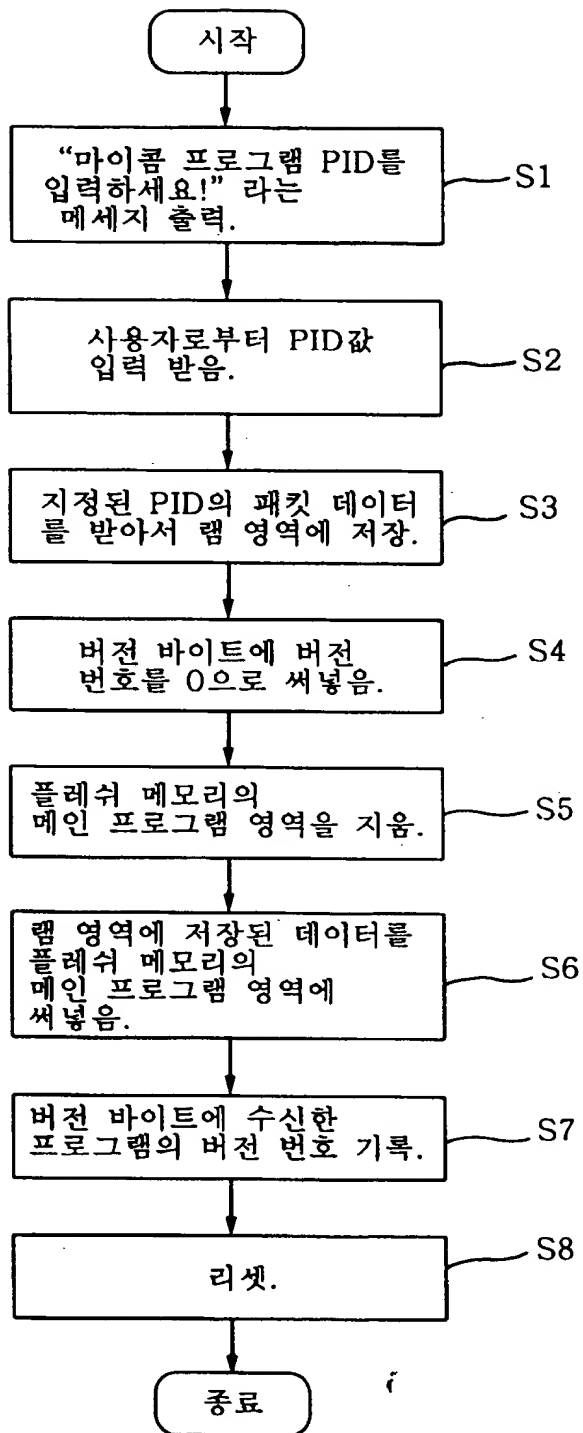 시작
“마이콤 프로그램 PID를
입력하세요!” 라는
메세지 출력.
S1
사용자로부터 PID값
입력 받음.
S2
지정된 PID의 패킷 데이터
를 받아서 램 영역에 저장.
S3
버전 바이트에 버전
번호를 0으로 써넣음.
S4
플레쉬 메모리의
메인 프로그램 영역을 지움.
S5
램 영역에 저장된 데이터를
플레쉬 메모리의
메인 프로그램 영역에
써넣음.
S6
버전 바이트에 수신한
프로그램의 버전 번호 기록.
S7
리셋.
S8
종료